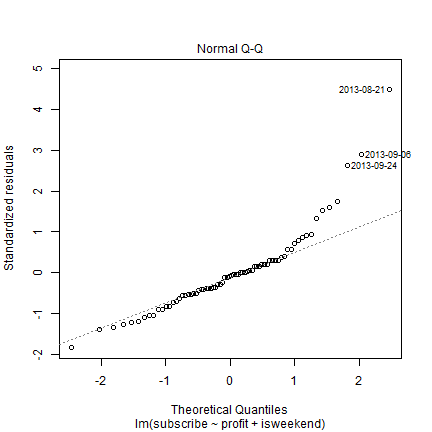 Normal Q-Q
5
4
3
2
1
0
-1
-2
Standardized residuals
2013-08-21
2013-09-06
2013-09-24
-2 -1 0 1 2
Theoretical Quantiles
lm(subscribe ~ profit + isweekend)